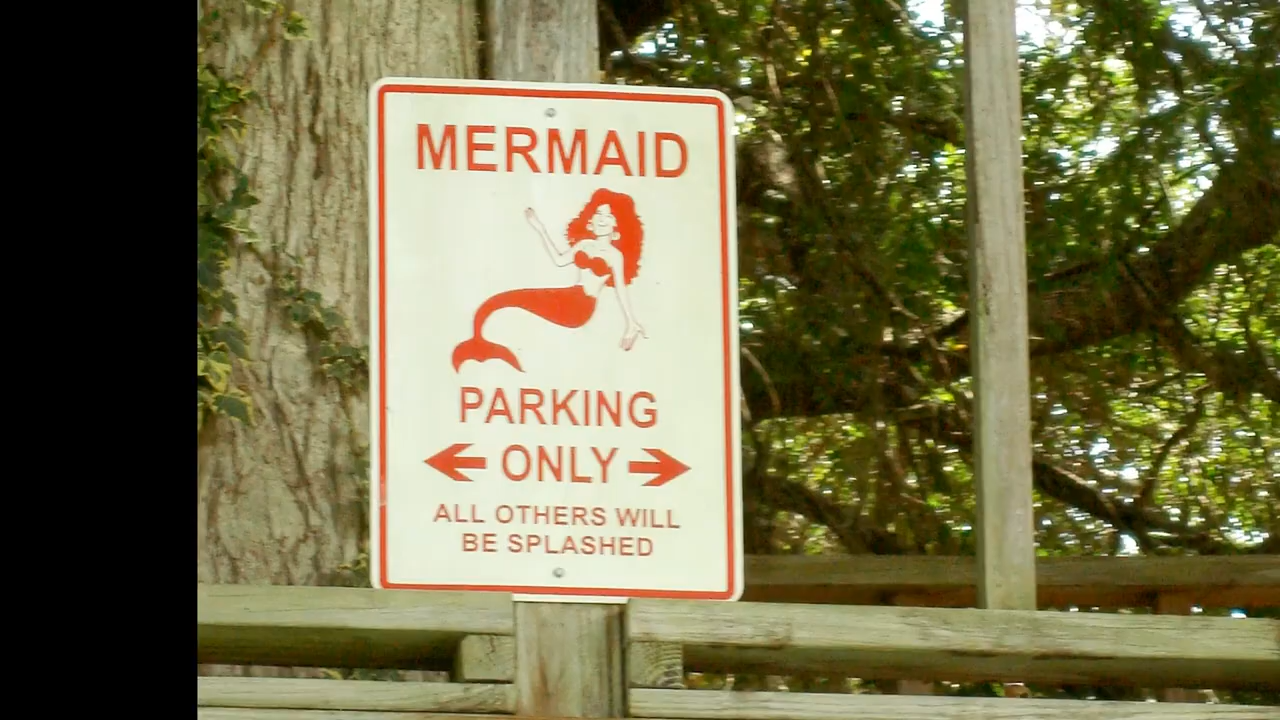 MERMAID
PARKING
ONLY
ALL OTHERS WILL
BE SPLASHED